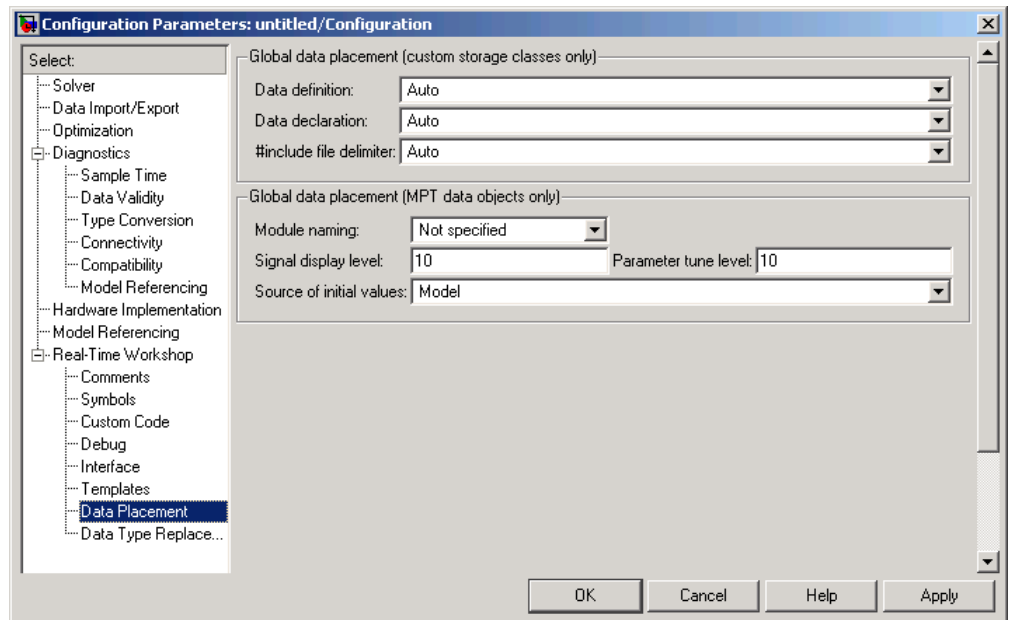 Configuration Parameters: untitled/Configuration
Select:
Solver
Data Import/Export
Optimization
Diagnostics
Sample Time
Data Validity
Type Conversion
Connectivity
Compatibility
Model Referencing
Hardware Implementation
Model Referencing
Real-Time Workshop
Comments
Symbols
Custom Code
Debug
Interface
Templates
Data Placement
Data Type Replace...
Global data placement (custom storage classes only)
Data definition: Auto
Data declaration: Auto
#include file delimiter: Auto
Global data placement (MPT data objects only)
Module naming: Not specified
Signal display level: 10 Parameter tune level: 10
Source of initial values: Model
OK Cancel Help Apply